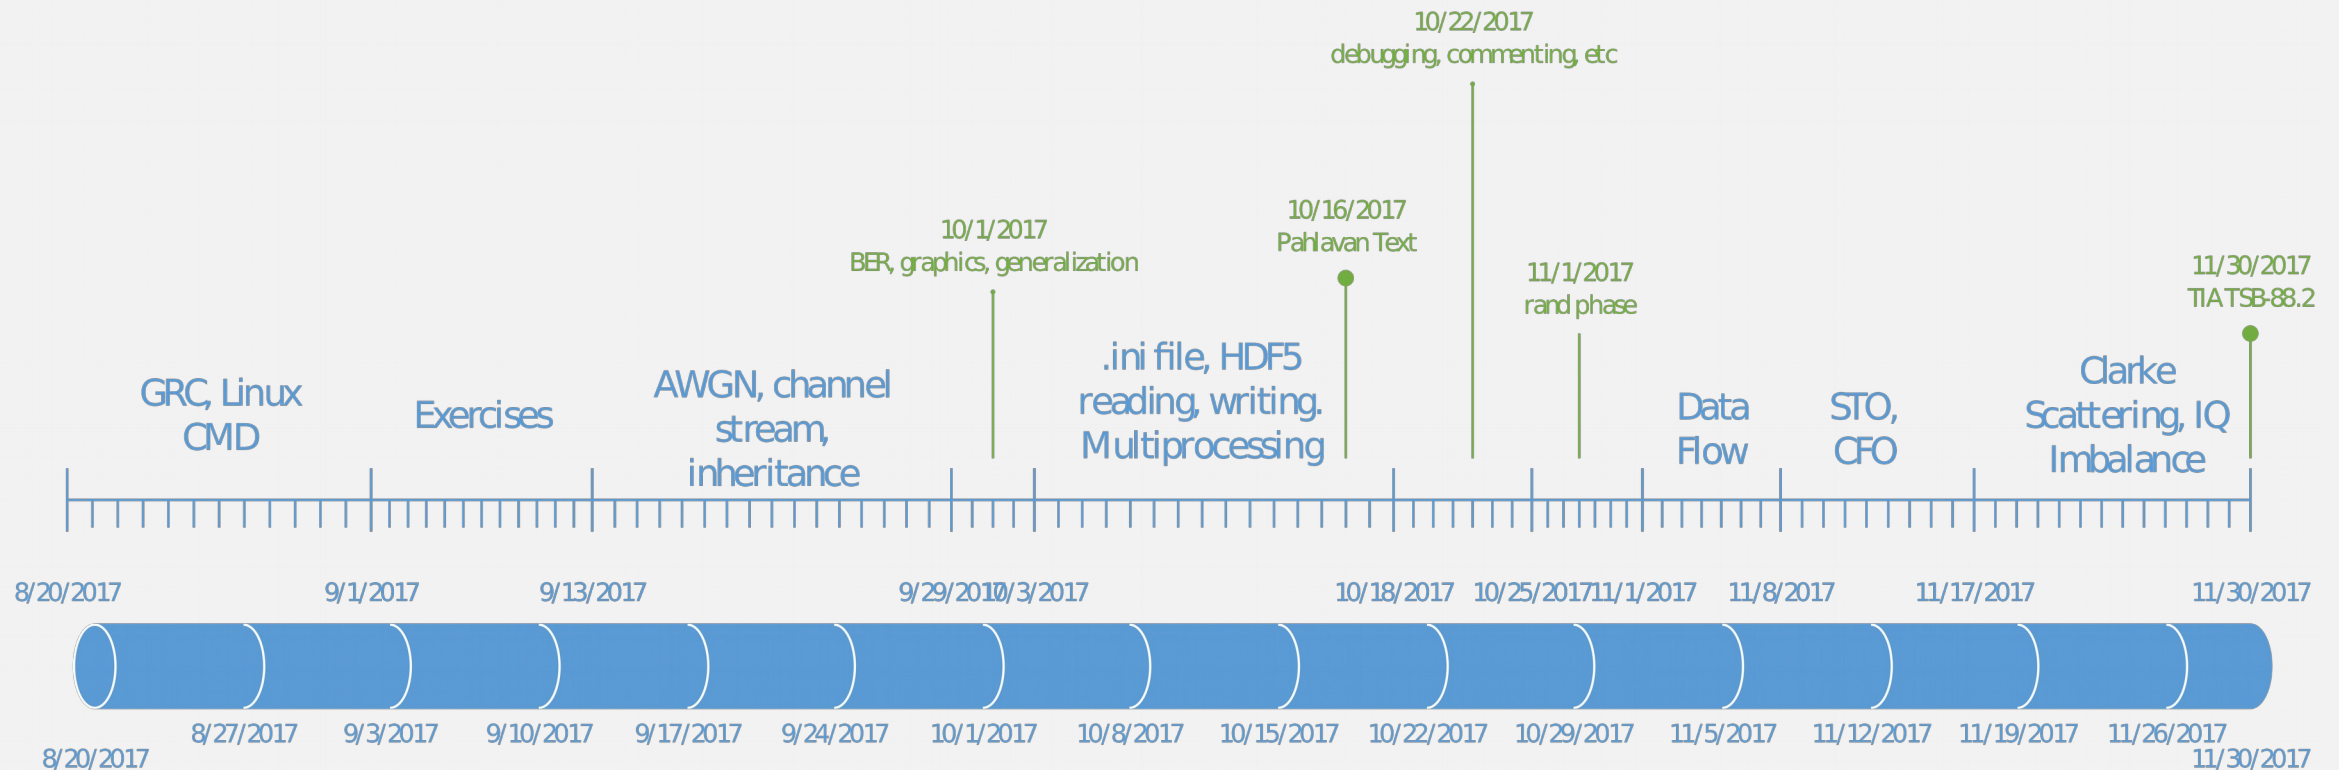 10/22/2017
debugging, commenting, etc
10/1/2017
BER, graphics, generalization
10/16/2017
Pahlavan Text
11/1/2017
rand phase
11/30/2017
TIA TSB-88.2
GRC, Linux
CMD
Exercises
AWGN, channel
stream,
inheritance
.ini file, HDF5
reading, writing.
Multiprocessing
Data
Flow
STO,
CFO
Clarke
Scattering, IQ
Imbalance
8/20/2017
9/1/2017
9/13/2017
9/29/2017
10/3/2017
10/18/2017
10/25/2017
11/1/2017
11/8/2017
11/17/2017
11/30/2017
8/27/2017
9/3/2017
9/10/2017
9/17/2017
9/24/2017
10/1/2017
10/8/2017
10/15/2017
10/22/2017
10/29/2017
11/5/2017
11/12/2017
11/19/2017
11/26/2017
8/20/2017
11/30/2017